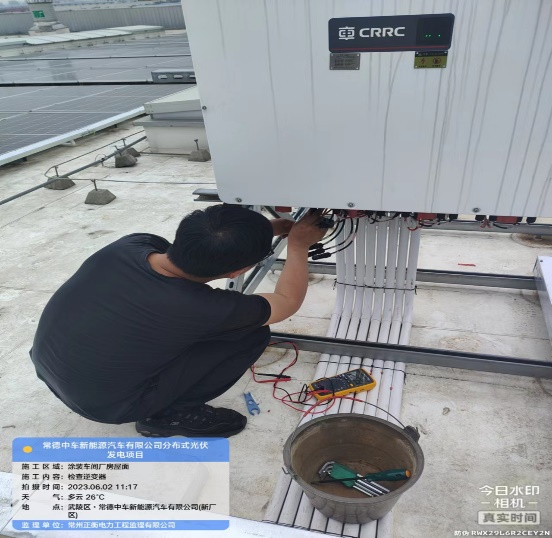 CRRC
常德中车新能源汽车有限公司分布式光伏
发电项目
施工区域：涂装车间厂房屋面
施工内容：检查逆变器
拍摄时间：2023.06.02 11:17
天 气：多云 26°C
地 点：武陵区·常德中车新能源汽车有限公司(新厂
区)
监理单位：常州正衡电力工程监理有限公司
今日水印
相机
真实时间
防伪 RWX29L6R2CEY2N